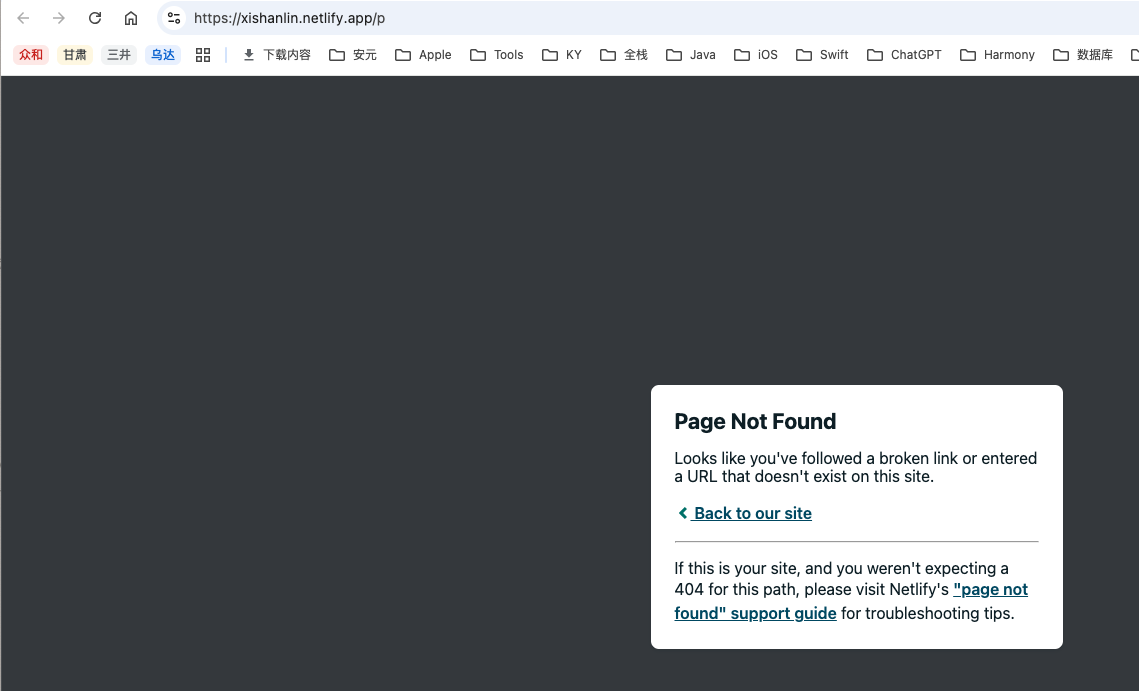 https://xishanlin.netlify.app/p
众和 甘肃 三井 乌达 下载内容 安元 Apple Tools KY 全栈 Java iOS Swift ChatGPT Harmony 数据库
Page Not Found
Looks like you've followed a broken link or entered
a URL that doesn't exist on this site.
Back to our site
If this is your site, and you weren't expecting a
404 for this path, please visit Netlify's "page not
found" support guide for troubleshooting tips.